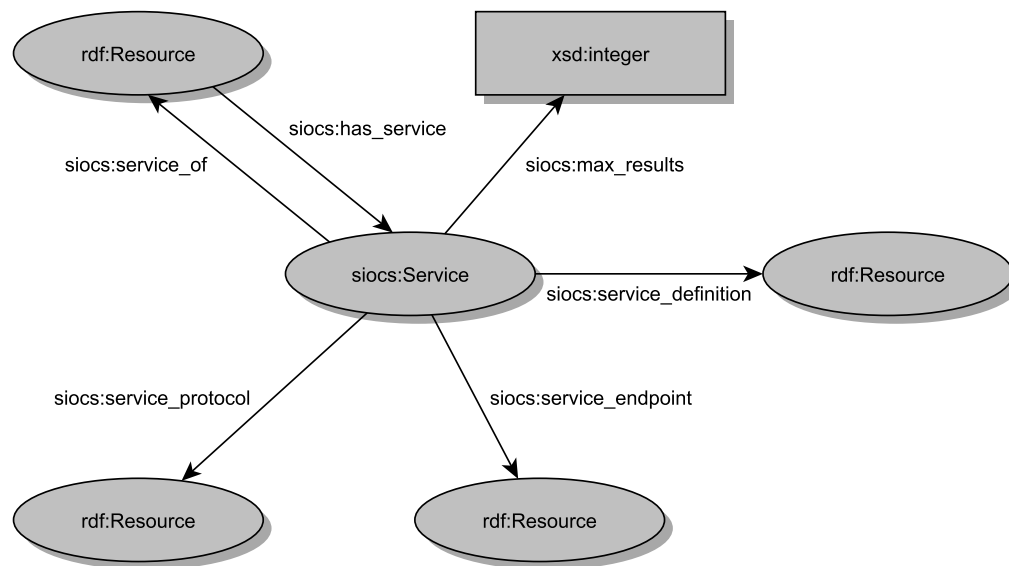 rdf:Resource
xsd:integer
siocs:has_service
siocs:service_of
siocs:max_results
siocs:Service
rdf:Resource
siocs:service_definition
siocs:service_protocol
siocs:service_endpoint
rdf:Resource
rdf:Resource